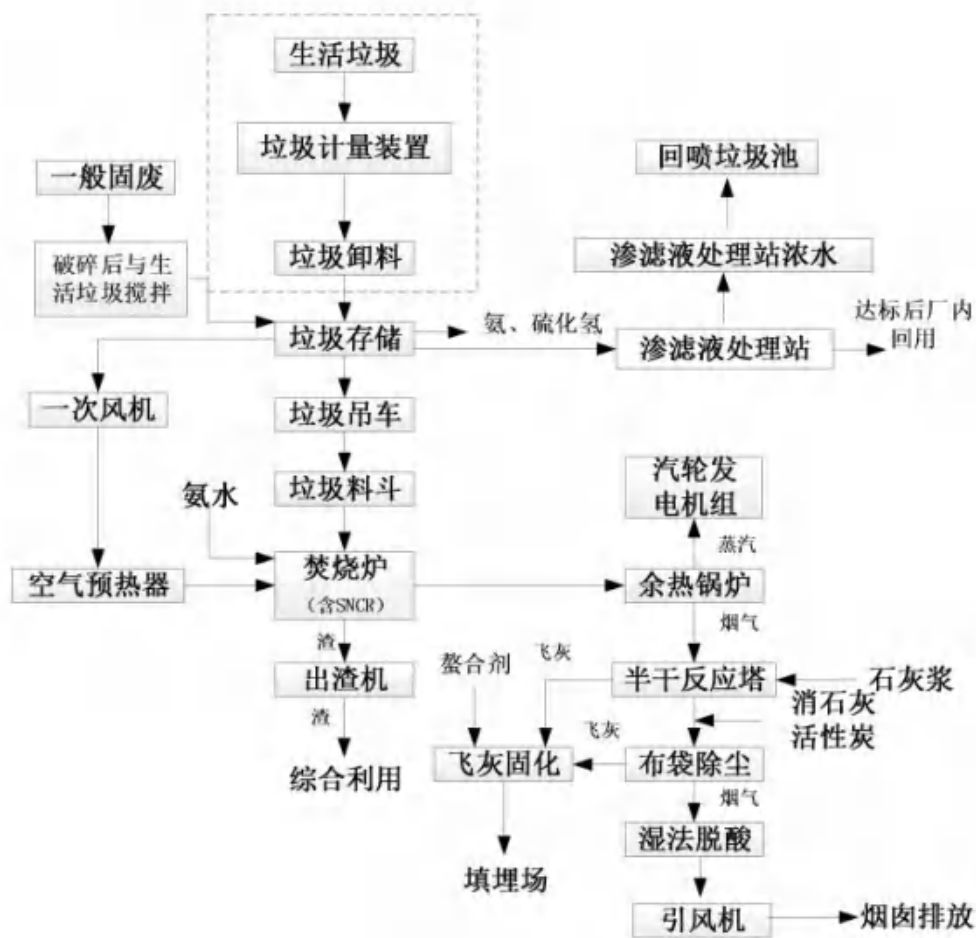 生活垃圾
垃圾计量装置
回喷垃圾池
一般固废
破碎后与生
活垃圾搅拌
垃圾卸料
渗滤液处理站浓水
垃圾存储
氨、硫化氢
渗滤液处理站
达标后厂内
回用
一次风机
垃圾吊车
氨水
垃圾料斗
汽轮发
电机组
蒸汽
空气预热器
焚烧炉
（含SNCR）
余热锅炉
渣
烟气
出渣机
螯合剂
飞灰
半干反应塔
石灰浆
消石灰
活性炭
渣
飞灰
综合利用
飞灰固化
布袋除尘
烟气
湿法脱酸
填埋场
引风机
烟囱排放